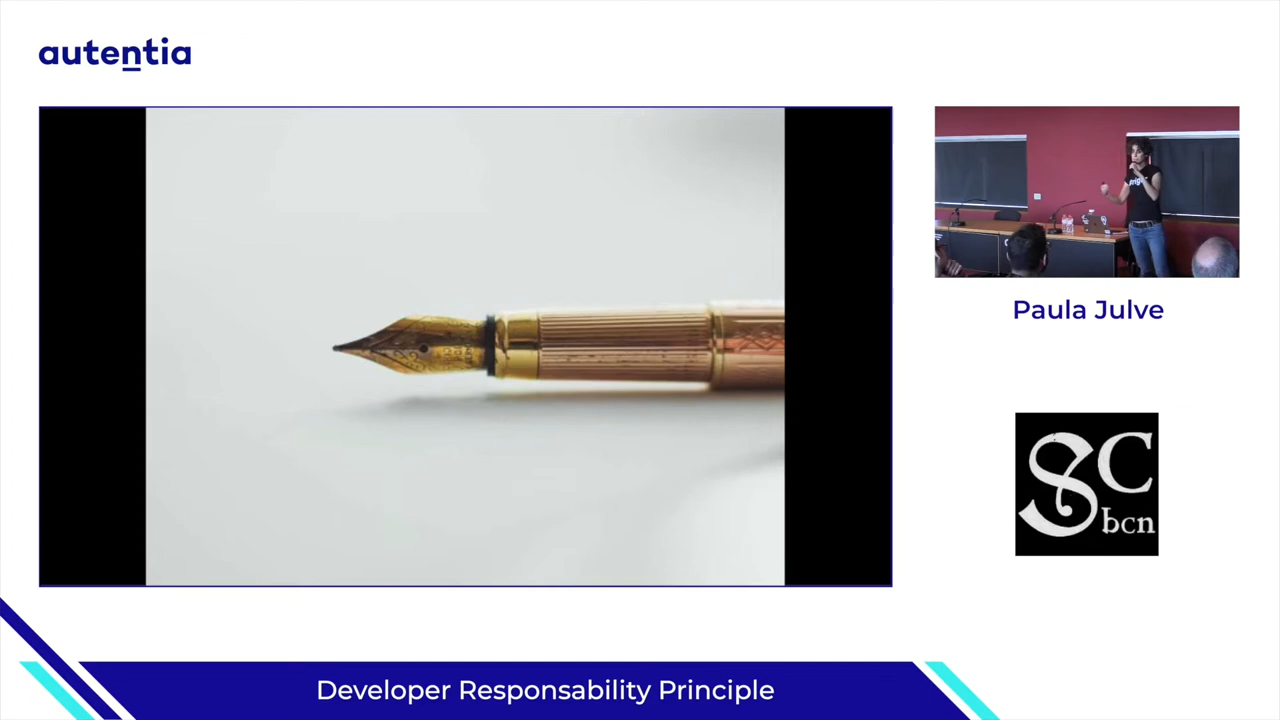 autentia
Paula Julve
SC
bcn
Developer Responsability Principle